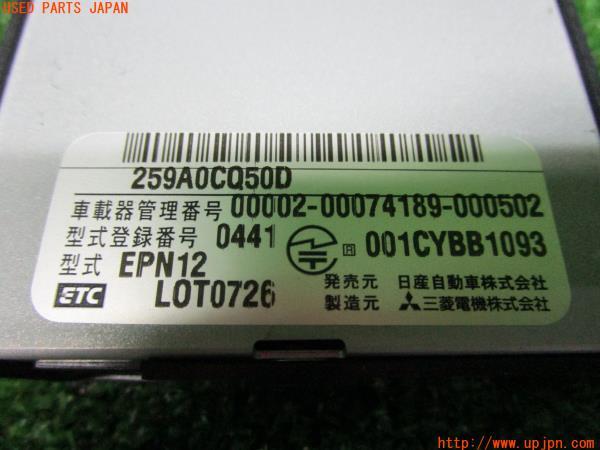 USED PARTS JAPAN
259A0CQ50D
車載器管理番号 00002-00074189-000502
型式登録番号 0441 R 001CYBB1093
型式 EPN12
発売元 日産自動車株式会社
ETC LOT0726 製造元 三菱電機株式会社
http://www.upjpn.com